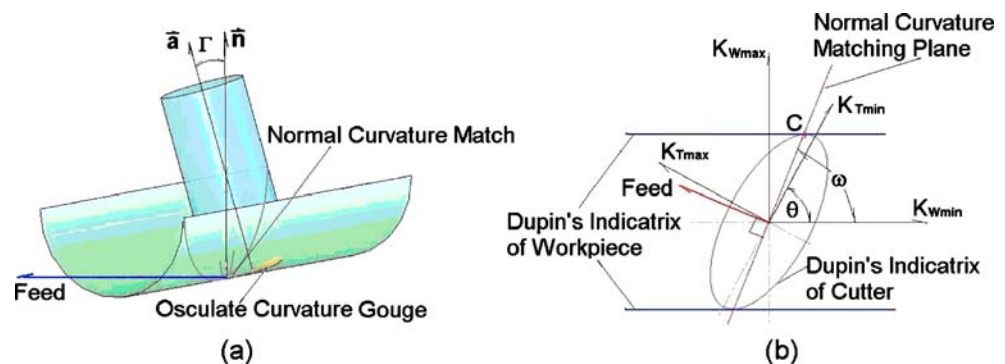 a⃗ Γ n⃗
Normal Curvature Match
Feed
Osculate Curvature Gouge
(a)
Normal Curvature
Matching Plane
KWmax
KTmin
C
KTmax
Feed
ω
θ
KWmin
Dupin's Indicatrix
of Workpiece
Dupin's Indicatrix
of Cutter
(b)